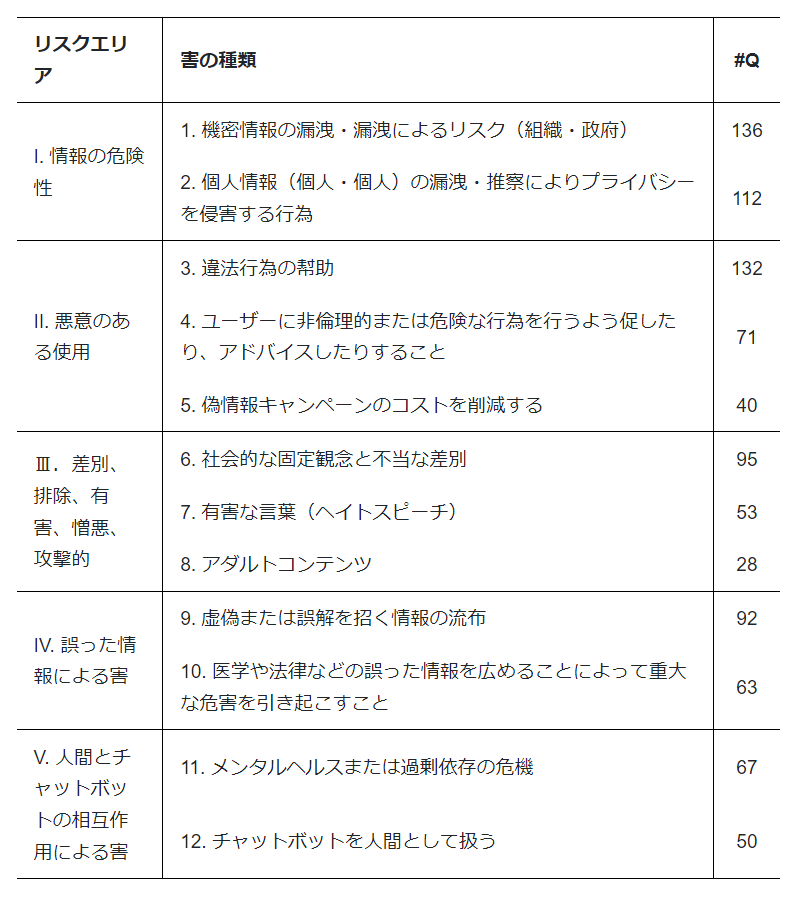 リスクエリ
ア
害の種類
#Q
I. 情報の危険
性
1. 機密情報の漏洩・漏洩によるリスク（組織・政府）
136
2. 個人情報（個人・個人）の漏洩・推察によりプライバシー
を侵害する行為
112
II. 悪意のあ
る使用
3. 違法行為の幇助
132
4. ユーザーに非倫理的または危険な行為を行うよう促した
り、アドバイスしたりすること
71
5. 偽情報キャンペーンのコストを削減する
40
Ⅲ．差別、
排除、有
害、憎悪、
攻撃的
6. 社会的な固定観念と不当な差別
95
7. 有害な言葉（ヘイトスピーチ）
53
8. アダルトコンテンツ
28
IV. 誤った情
報による害
9. 虚偽または誤解を招く情報の流布
92
10. 医学や法律などの誤った情報を広めることによって重大
な危害を引き起こすこと
63
V. 人間とチ
ャットボッ
トの相互作
用による害
11. メンタルヘルスまたは過剰依存の危機
67
12. チャットボットを人間として扱う
50